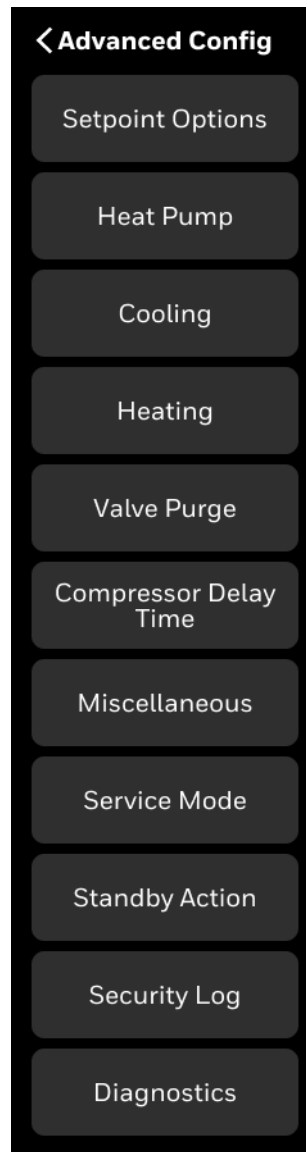 Advanced Config
Setpoint Options
Heat Pump
Cooling
Heating
Valve Purge
Compressor Delay
Time
Miscellaneous
Service Mode
Standby Action
Security Log
Diagnostics